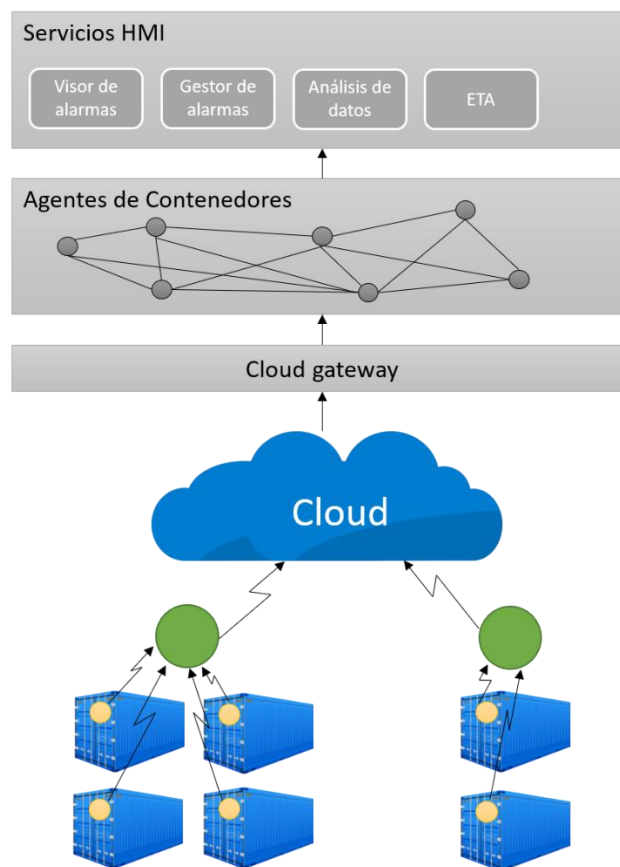 Servicios HMI
Visor de
alarmas
Gestor de
alarmas
Análisis de
datos
ETA
Agentes de Contenedores
Cloud gateway
Cloud